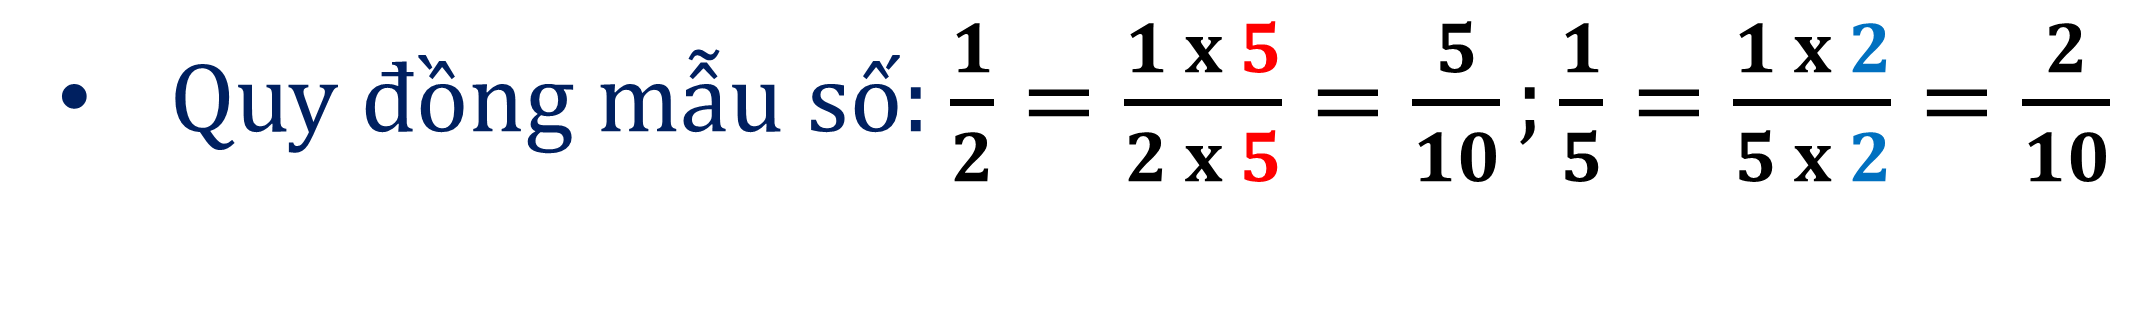 • Quy đồng mẫu số: 1/2 = 1 x 5/2 x 5 = 5/10 ; 1/5 = 1 x 2/5 x 2 = 2/10